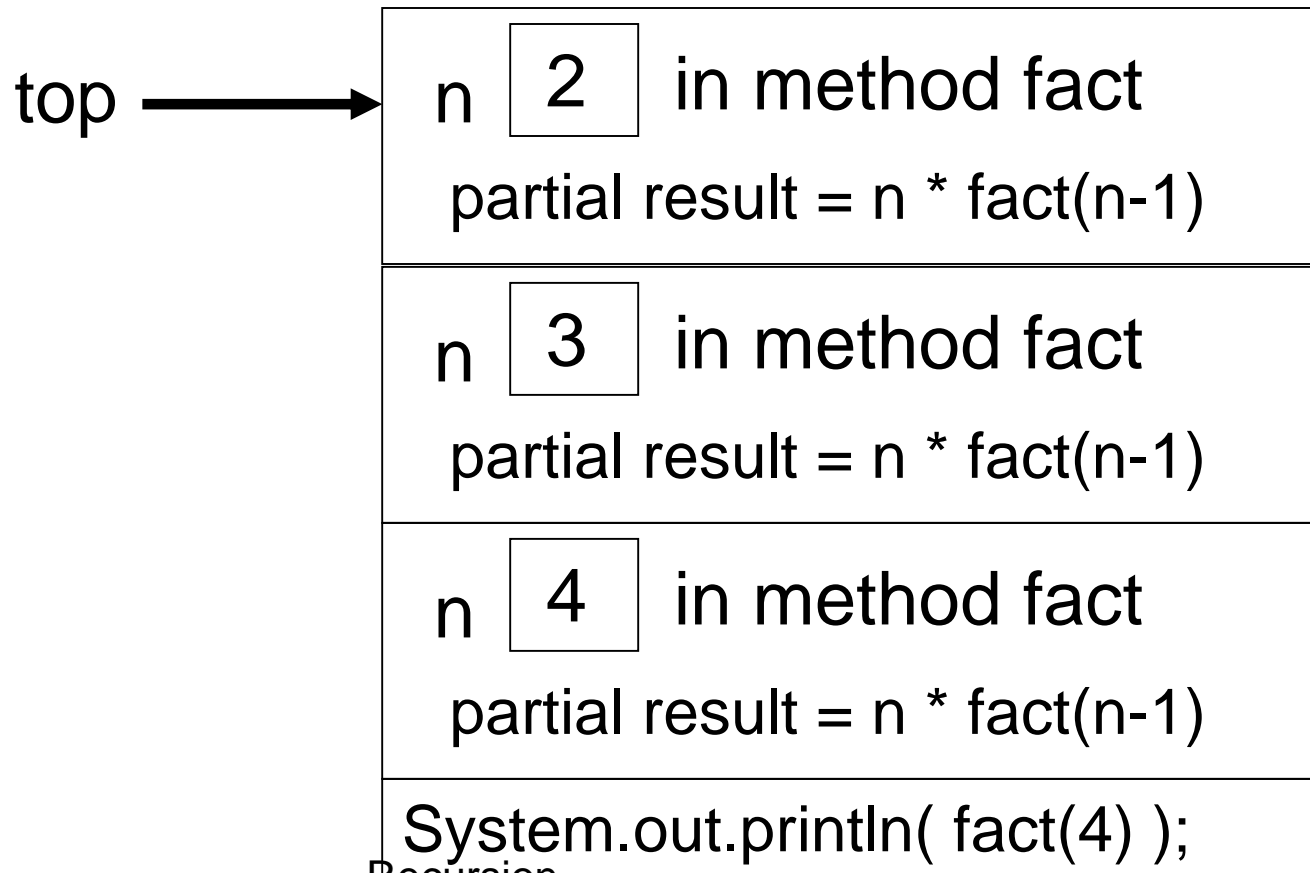 top
n 2 in method fact
partial result = n * fact(n-1)
n 3 in method fact
partial result = n * fact(n-1)
n 4 in method fact
partial result = n * fact(n-1)
System.out.println( fact(4) );
Recursion